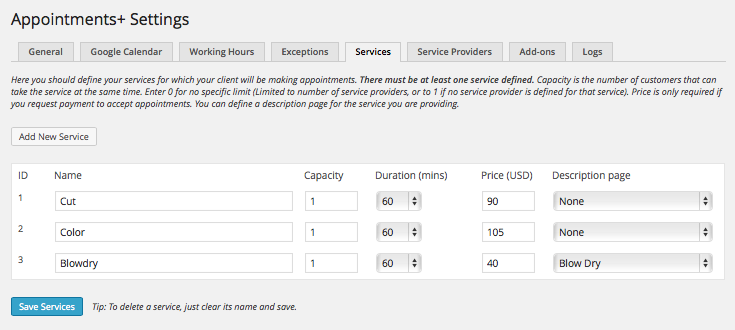 Appointments+ Settings
General Google Calendar Working Hours Exceptions Services Service Providers Add-ons Logs
Here you should define your services for which your client will be making appointments. There must be at least one service defined. Capacity is the number of customers that can
take the service at the same time. Enter 0 for no specific limit (Limited to number of service providers, or to 1 if no service provider is defined for that service). Price is only required if
you request payment to accept appointments. You can define a description page for the service you are providing.
Add New Service
ID Name Capacity Duration (mins) Price (USD) Description page
1 Cut 1 60 90 None
2 Color 1 60 105 None
3 Blowdry 1 60 40 Blow Dry
Save Services Tip: To delete a service, just clear its name and save.